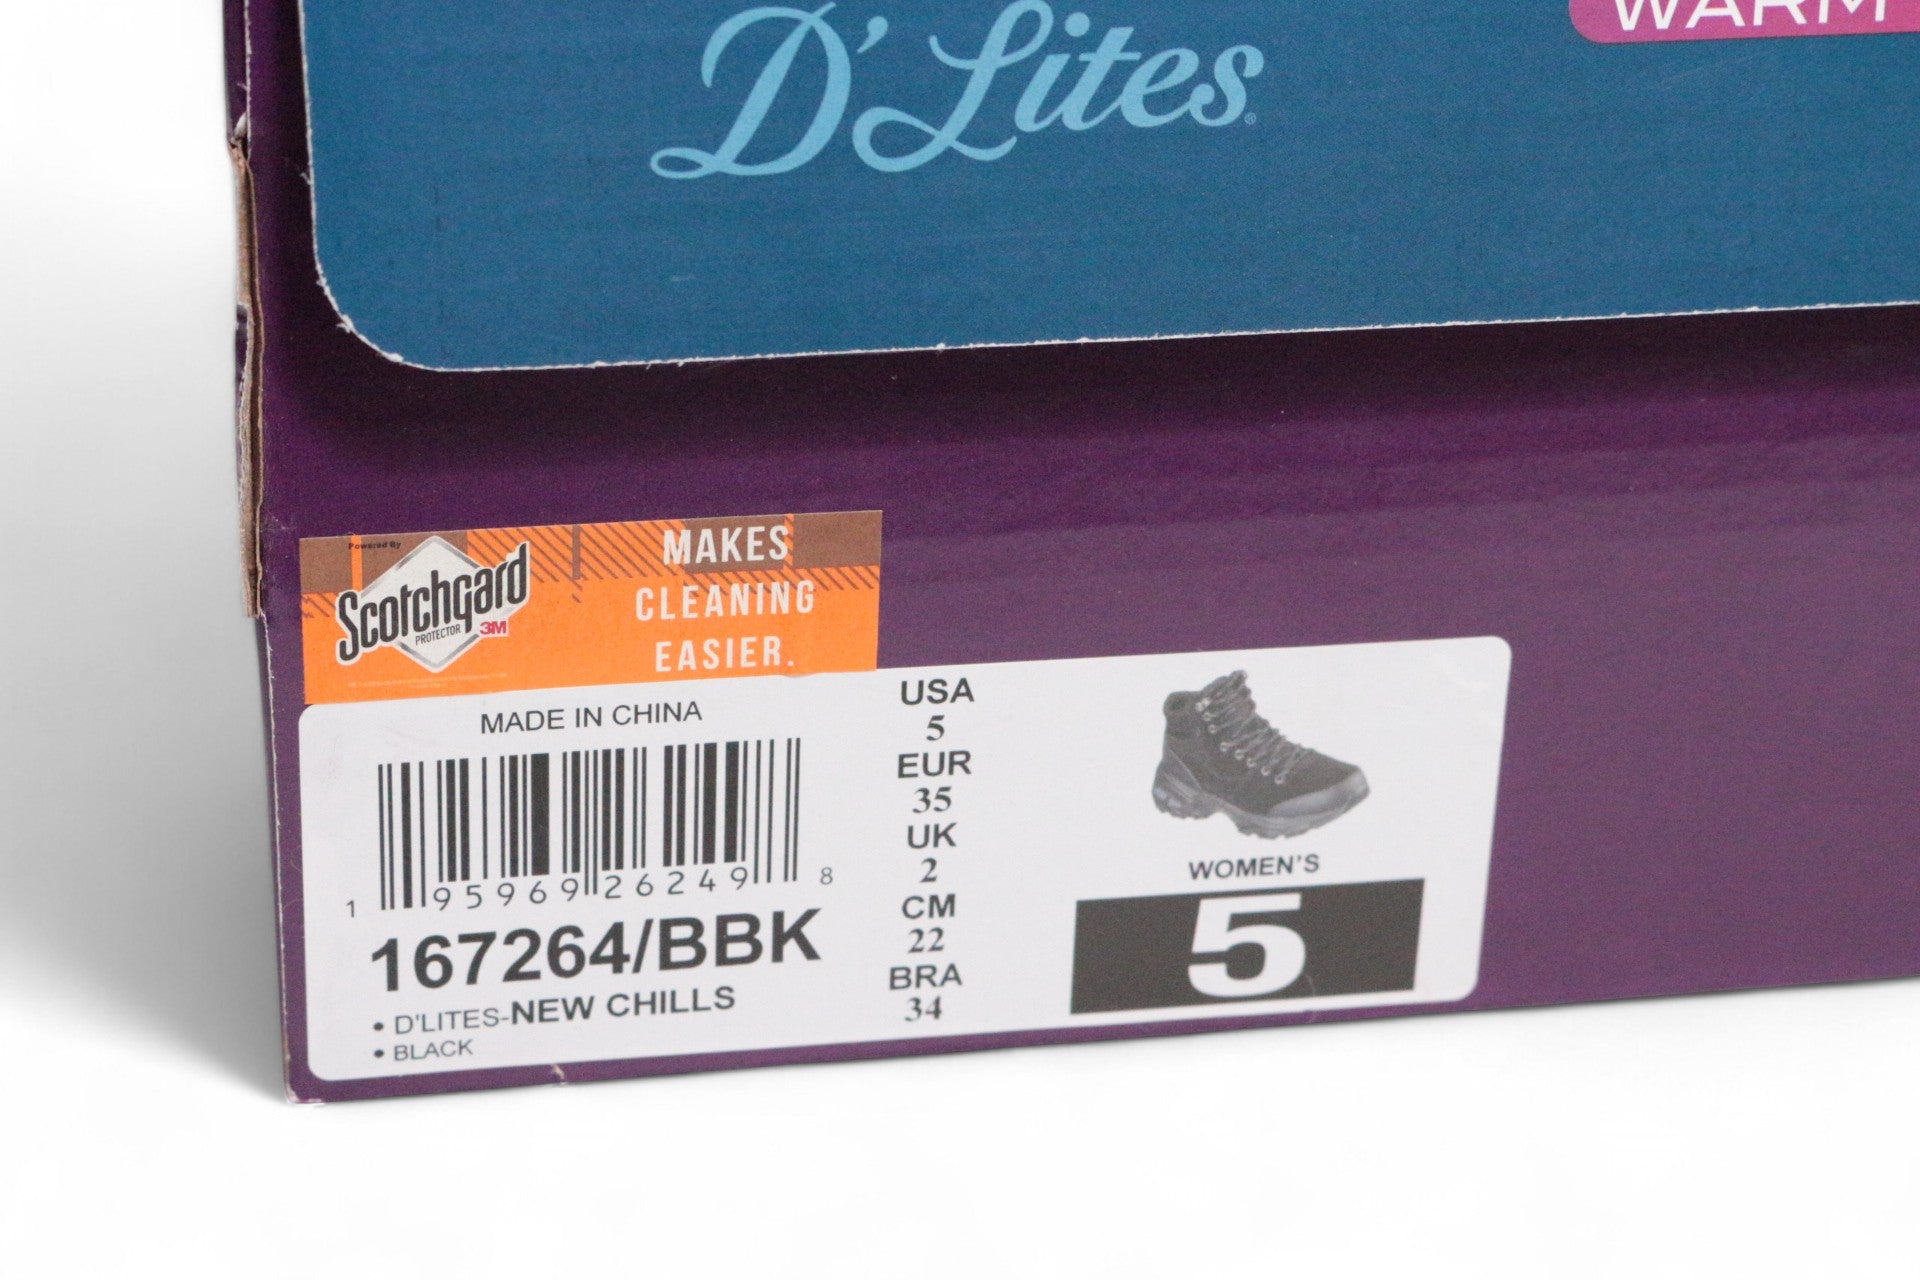 D'Lites®
WARM
Powered By
Scotchgard
PROTECTOR 3M
MAKES
CLEANING
EASIER.
MADE IN CHINA
1 95969 26249 8
167264/BBK
• D'LITES-NEW CHILLS
• BLACK
USA
5
EUR
35
UK
2
CM
22
BRA
34
WOMEN'S
5